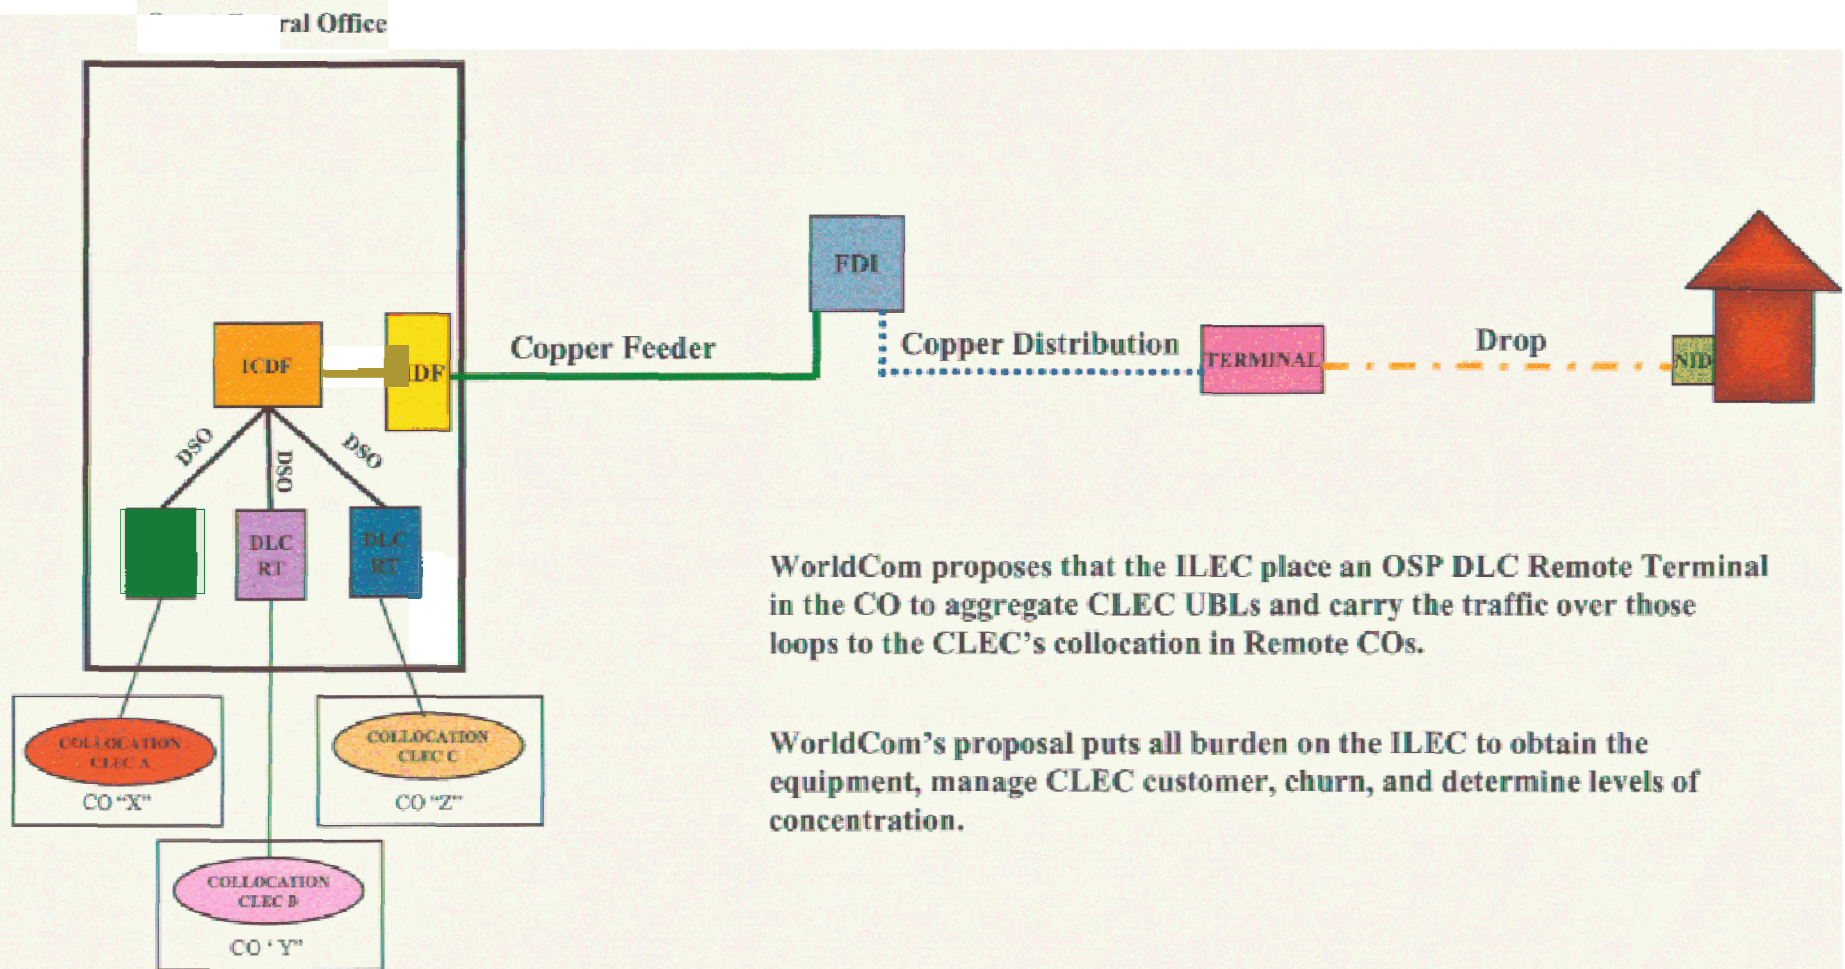 ral Office
FDI
ICDF
DF
Copper Feeder
Copper Distribution
TERMINAL
Drop
NID
DSO
DSO
DSO
DLC
RT
DLC
RT
WorldCom proposes that the ILEC place an OSP DLC Remote Terminal
in the CO to aggregate CLEC UBLs and carry the traffic over those
loops to the CLEC’s collocation in Remote COs.
COLLOCATION
CLEC A
CO “X”
COLLOCATION
CLEC C
CO “Z”
WorldCom’s proposal puts all burden on the ILEC to obtain the
equipment, manage CLEC customer, churn, and determine levels of
concentration.
COLLOCATION
CLEC B
CO ‘ Y”